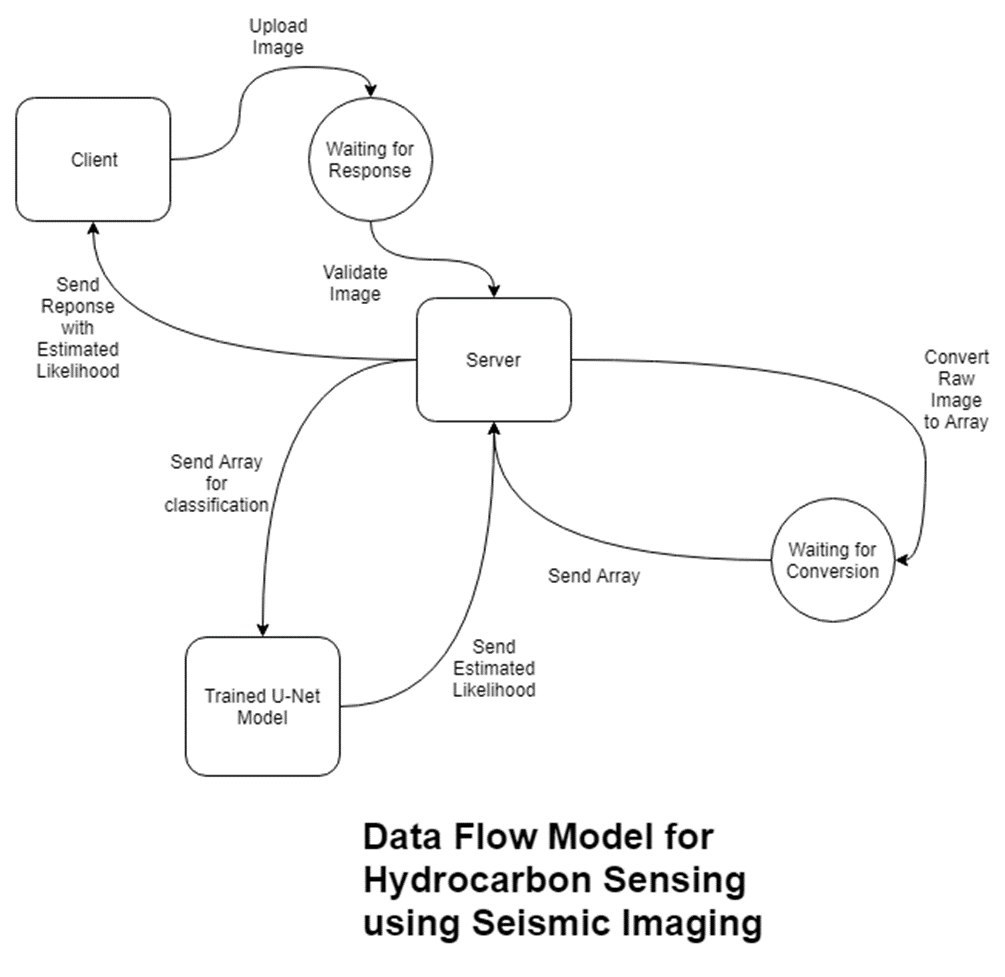 Upload
Image
Client
Waiting for
Response
Validate
Image
Send
Reponse
with
Estimated
Likelihood
Server
Convert
Raw
Image
to Array
Send Array
for
classification
Waiting for
Conversion
Send Array
Send
Estimated
Likelihood
Trained U-Net
Model
Data Flow Model for
Hydrocarbon Sensing
using Seismic Imaging